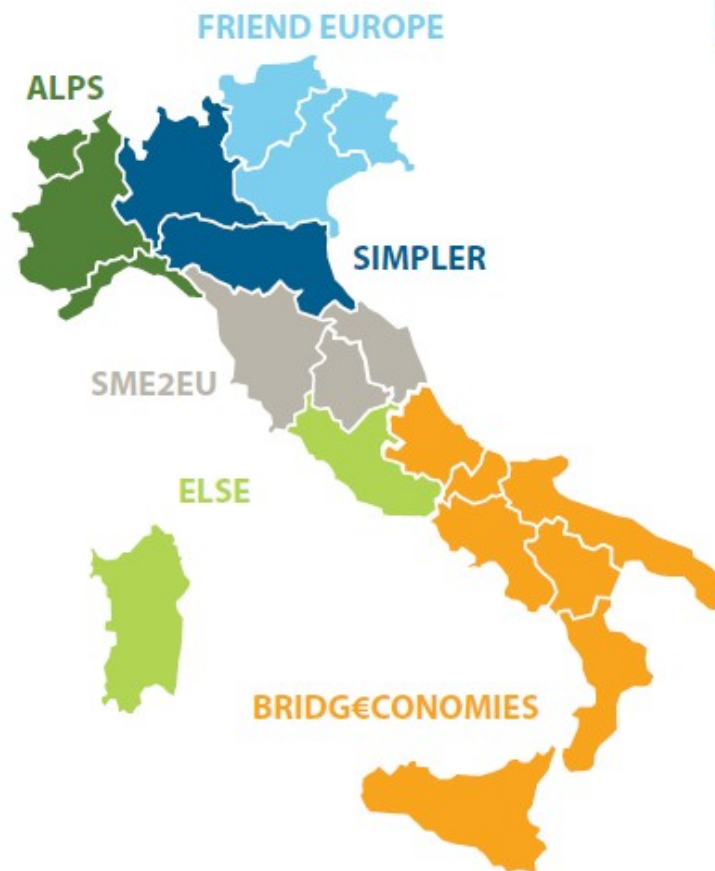 FRIEND EUROPE
ALPS
SIMPLER
SME2EU
ELSE
BRIDG€CONOMIES